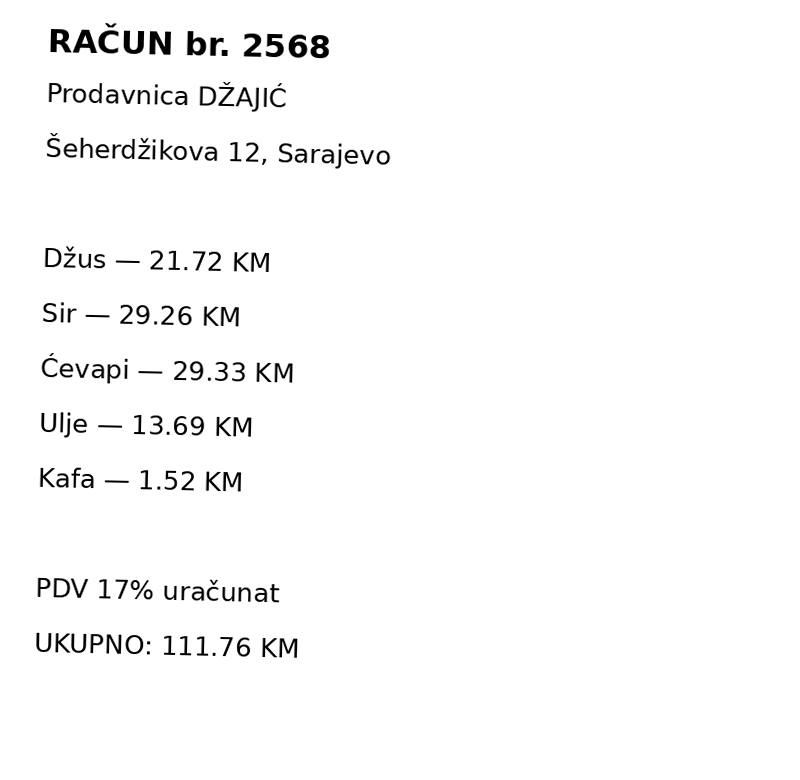 RAČUN br. 2568
Prodavnica DŽAJIĆ
Šeherdžikova 12, Sarajevo
Džus — 21.72 KM
Sir — 29.26 KM
Ćevapi — 29.33 KM
Ulje — 13.69 KM
Kafa — 1.52 KM
PDV 17% uračunat
UKUPNO: 111.76 KM